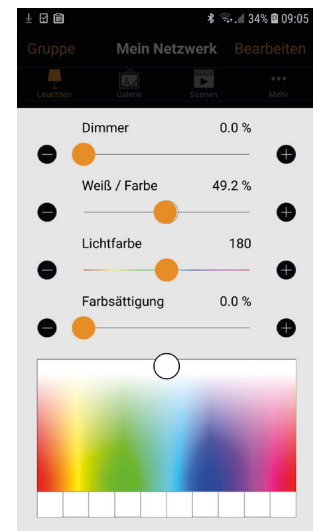 34% 09:05
Gruppe Mein Netzwerk Bearbeiten
Leuchten Galerie Szenen Mehr
Dimmer 0.0 %
Weiß / Farbe 49.2 %
Lichtfarbe 180
Farbsättigung 0.0 %